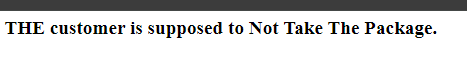 THE customer is supposed to Not Take The Package.